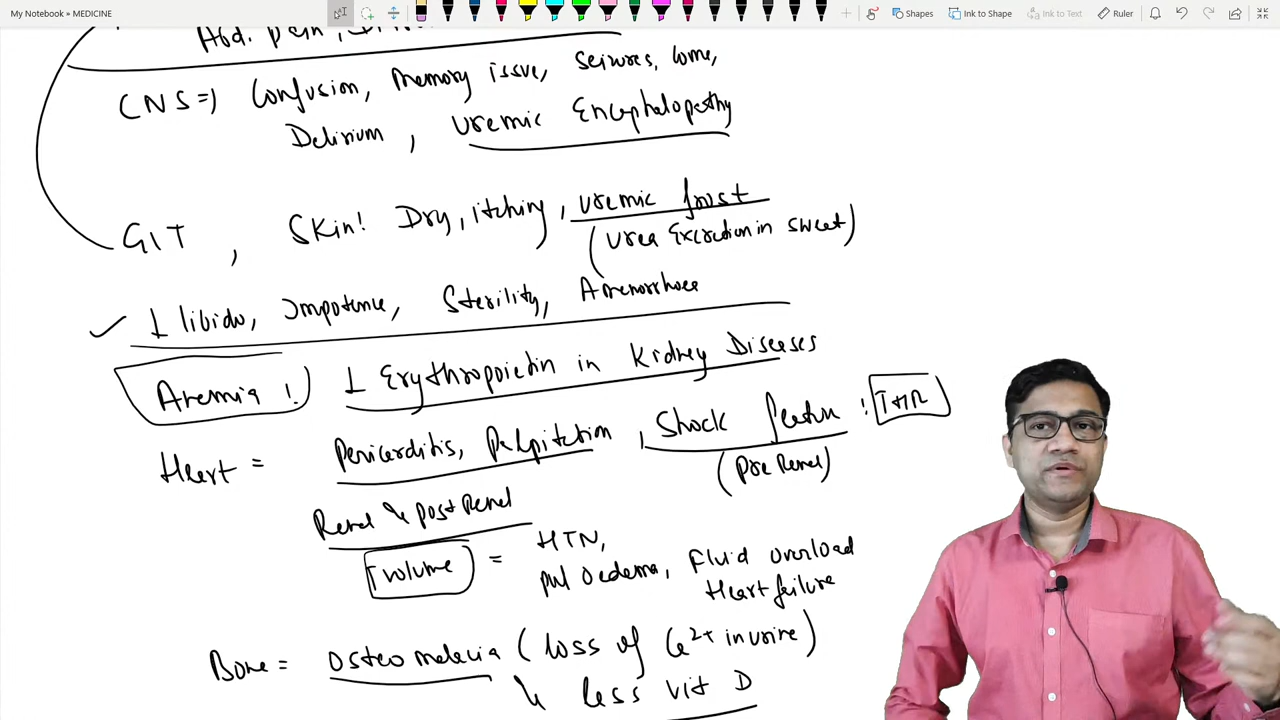 My Notebook » MEDICINE
Shapes
Ink to Shape
Ink to Text
Ruler
Abd. pain,
CNS => Confusion, Memory issue, Seizures, Coma,
Delirium, Uremic Encephalopathy
GIT, Skin! Dry, itching, uremic frost
(urea Excretion in sweat)
✓ ↓ libido, Impotence, Sterility, Amenorrhoea
Anemia! ↓ Erythropoietin in Kidney Diseases
Heart = Pericarditis, Palpitation, Shock feature : ↑HR
(Pre Renal)
Renal & post Renal
↑ volume = HTN,
pul oedema, Fluid overload
Heart failure
Bone = Osteomalacia (loss of Ca2+ in urine)
& less vit D